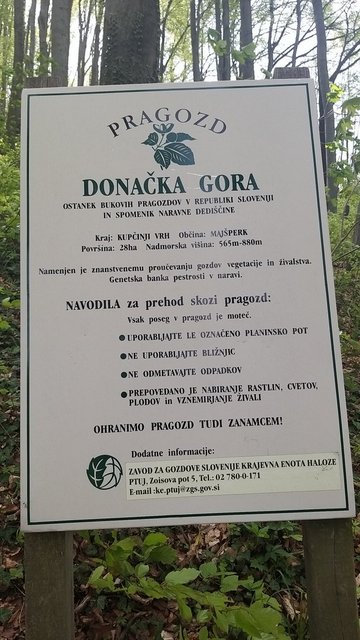 PRAGOZD
DONAČKA GORA
OSTANEK BUKOVIH PRAGOZDOV V REPUBLIKI SLOVENIJI
IN SPOMENIK NARAVNE DEDIŠČINE
Kraj: KUPČINJI VRH Občina: MAJŠPERK
Površina: 28ha Nadmorska višina: 565m-880m
Namenjen je znanstvenemu proučevanju gozdov vegetacije in živalstva.
Genetska banka pestrosti v naravi.
NAVODILA za prehod skozi pragozd:
Vsak poseg v pragozd je moteč.
●UPORABLJAJTE LE OZNAČENO PLANINSKO POT
●NE UPORABLJAJTE BLIŽNJIC
●NE ODMETAVAJTE ODPADKOV
●PREPOVEDANO JE NABIRANJE RASTLIN, CVETOV,
PLODOV in VZNEMIRJANJE ŽIVALI
OHRANIMO PRAGOZD TUDI ZANAMCEM!
Dodatne informacije:
ZAVOD ZA GOZDOVE SLOVENIJE KRAJEVNA ENOTA HALOZE
PTUJ, Zoisova pot 5, Tel.: 02 780-0-171
E-mail :ke.ptuj@zgs.gov.si